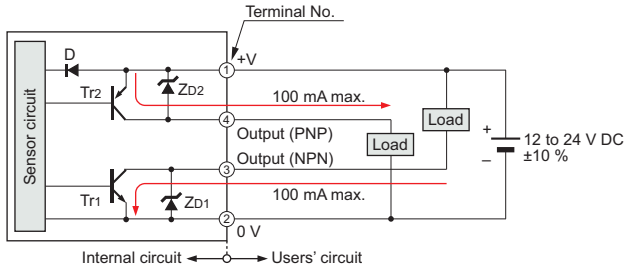 Terminal No.
D
1
+V
Tr2
ZD2
100 mA max.
Sensor circuit
4
Load
Output (PNP)
Load
+
12 to 24 V DC
±10 %
−
Output (NPN)
3
100 mA max.
Tr1
ZD1
2
0 V
Internal circuit
Users' circuit